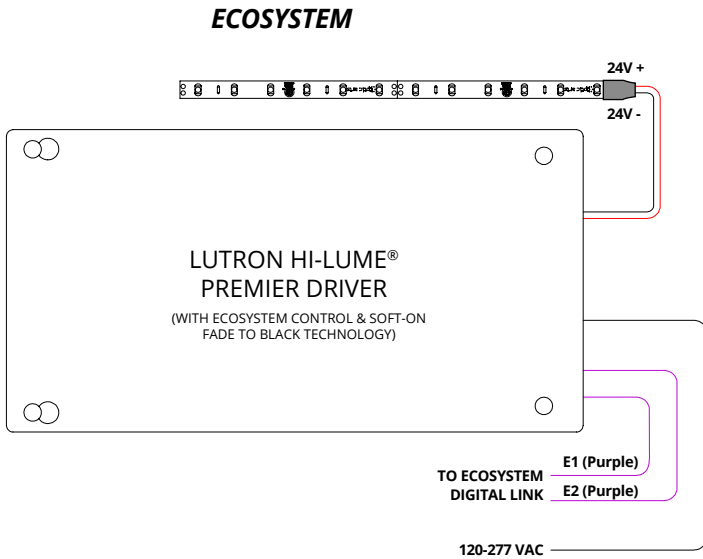 ECOSYSTEM
24V +
24V -
LUTRON HI-LUME®
PREMIER DRIVER
(WITH ECOSYSTEM CONTROL & SOFT-ON
FADE TO BLACK TECHNOLOGY)
E1 (Purple)
TO ECOSYSTEM
DIGITAL LINK
E2 (Purple)
120-277 VAC